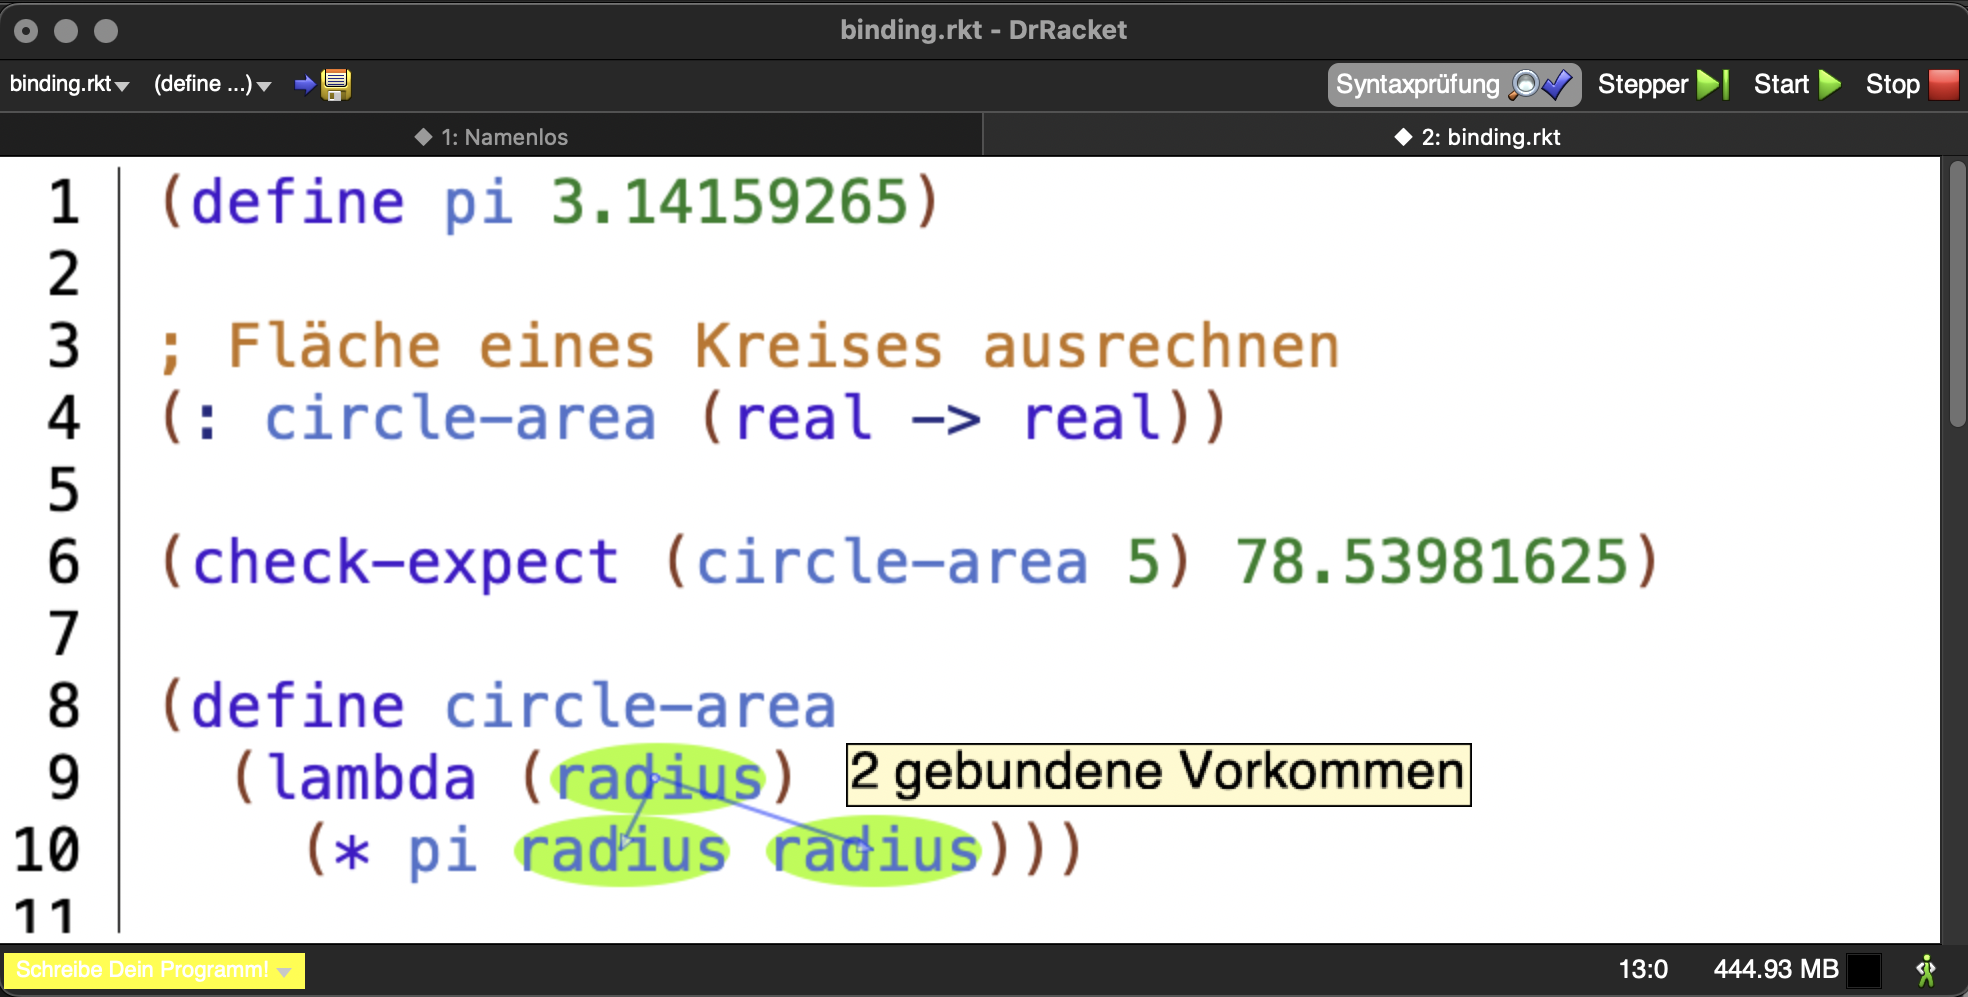 binding.rkt - DrRacket
binding.rkt (define ...) Syntaxprüfung Stepper Start Stop
1: Namenlos 2: binding.rkt
1 (define pi 3.14159265)
2
3 ; Fläche eines Kreises ausrechnen
4 (: circle-area (real -> real))
5
6 (check-expect (circle-area 5) 78.53981625)
7
8 (define circle-area
9 (lambda (radius) 2 gebundene Vorkommen
10 (* pi radius radius)))
11
Schreibe Dein Programm! 13:0 444.93 MB